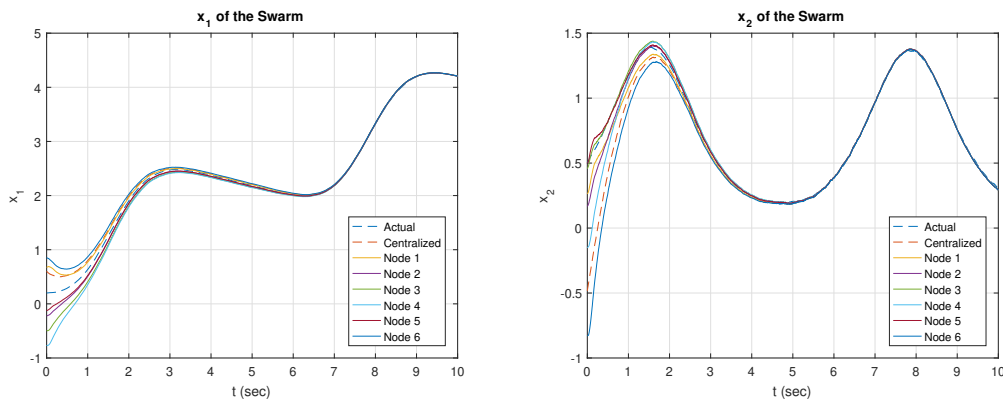 x1 of the Swarm
5
4
3
2
1
0
-1
x1
0 1 2 3 4 5 6 7 8 9 10
t (sec)
Actual
Centralized
Node 1
Node 2
Node 3
Node 4
Node 5
Node 6
x2 of the Swarm
1.5
1
0.5
0
-0.5
-1
x2
0 1 2 3 4 5 6 7 8 9 10
t (sec)
Actual
Centralized
Node 1
Node 2
Node 3
Node 4
Node 5
Node 6